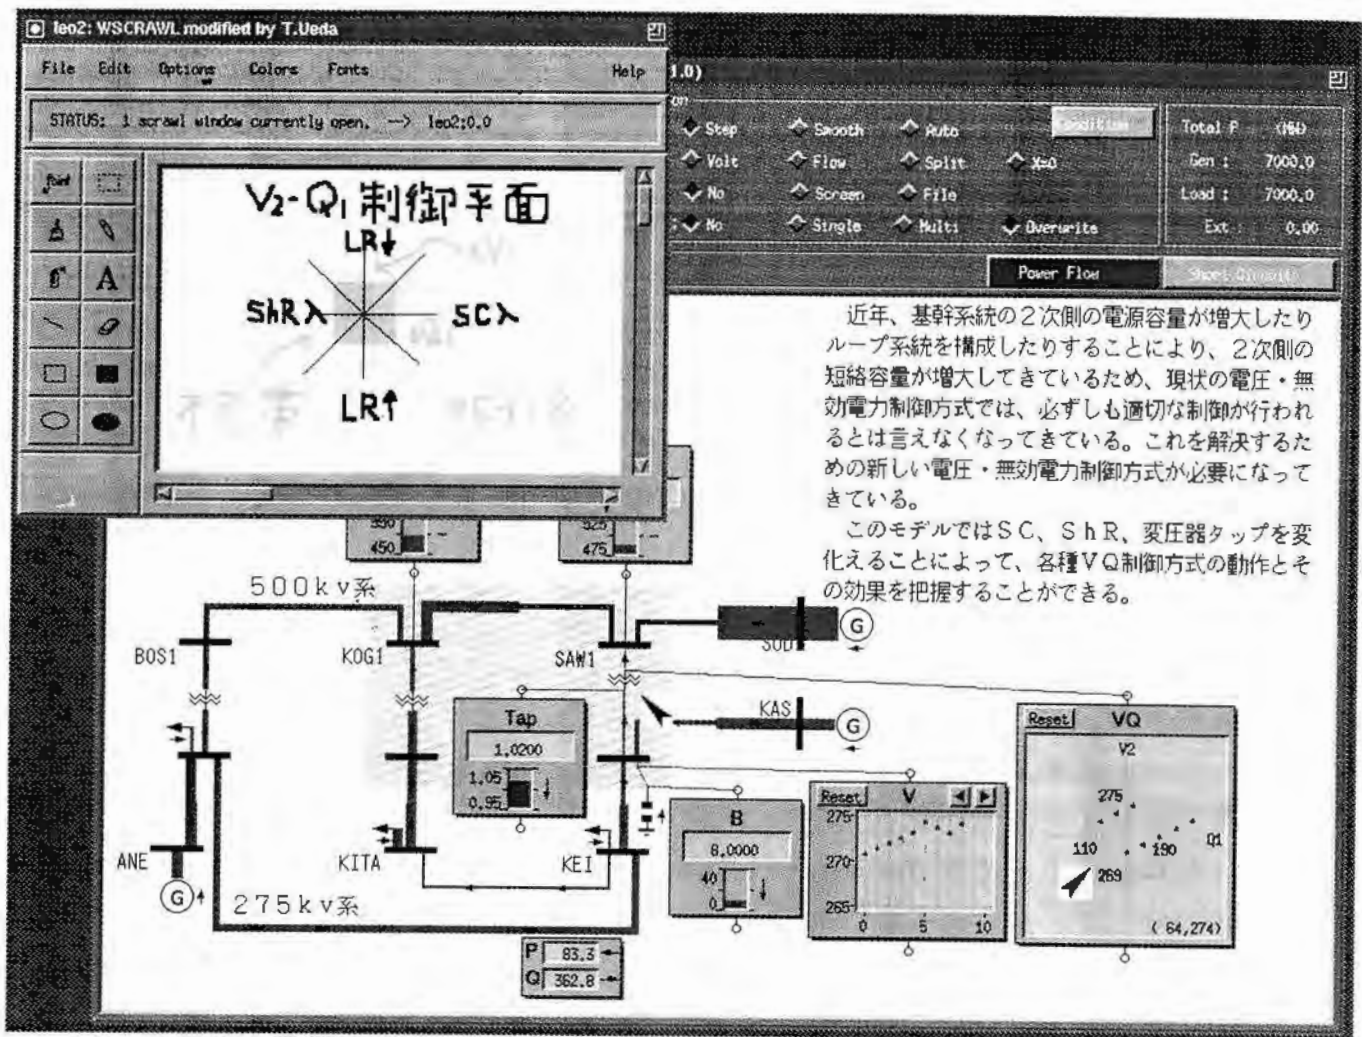 leo2: WSCRAWL modified by T.Ueda
File Edit Options Colors Fonts Help
STATUS: 1 scrawl window currently open. --> leo2:0.0
A
V2-Q1 制御平面
LR↓
ShR入
SC入
LR↑
1.0)
Step Smooth Auto Condition
Volt Flow Split X=0
No Screen File
No Single Multi Overwrite
Total P (MW)
Gen : 7000.0
Load : 7000.0
Ext : 0.00
Power Flow Short Circuit
近年、基幹系統の2次側の電源容量が増大したり
ループ系統を構成したりすることにより、2次側の
短絡容量が増大してきているため、現状の電圧・無
効電力制御方式では、必ずしも適切な制御が行われ
るとは言えなくなってきている。これを解決するた
めの新しい電圧・無効電力制御方式が必要になって
きている。
このモデルではSC、ShR、変圧器タップを変
化えることによって、各種VQ制御方式の動作とそ
の効果を把握することができる。
450
525
475
500kv系
BOS1
KOG1
SAW1
G
KAS
G
Tap
1.0200
1.05
0.95
ANE
G
KITA
KEI
275kv系
P 83.3
Q 362.8
B
8.0000
40
0
Reset V
275
270
265
0 5 10
Reset VQ
V2
275
110 190 Q1
269
( 64,274)